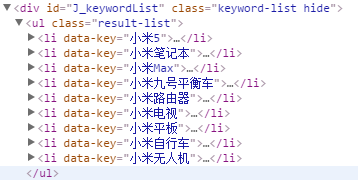 ▼<div id="J_keywordList" class="keyword-list hide">
▼<ul class="result-list">
▶<li data-key="小米5">…</li>
▶<li data-key="小米笔记本">…</li>
▶<li data-key="小米Max">…</li>
▶<li data-key="小米九号平衡车">…</li>
▶<li data-key="小米路由器">…</li>
▶<li data-key="小米电视">…</li>
▶<li data-key="小米平板">…</li>
▶<li data-key="小米自行车">…</li>
▶<li data-key="小米无人机">…</li>
</ul>